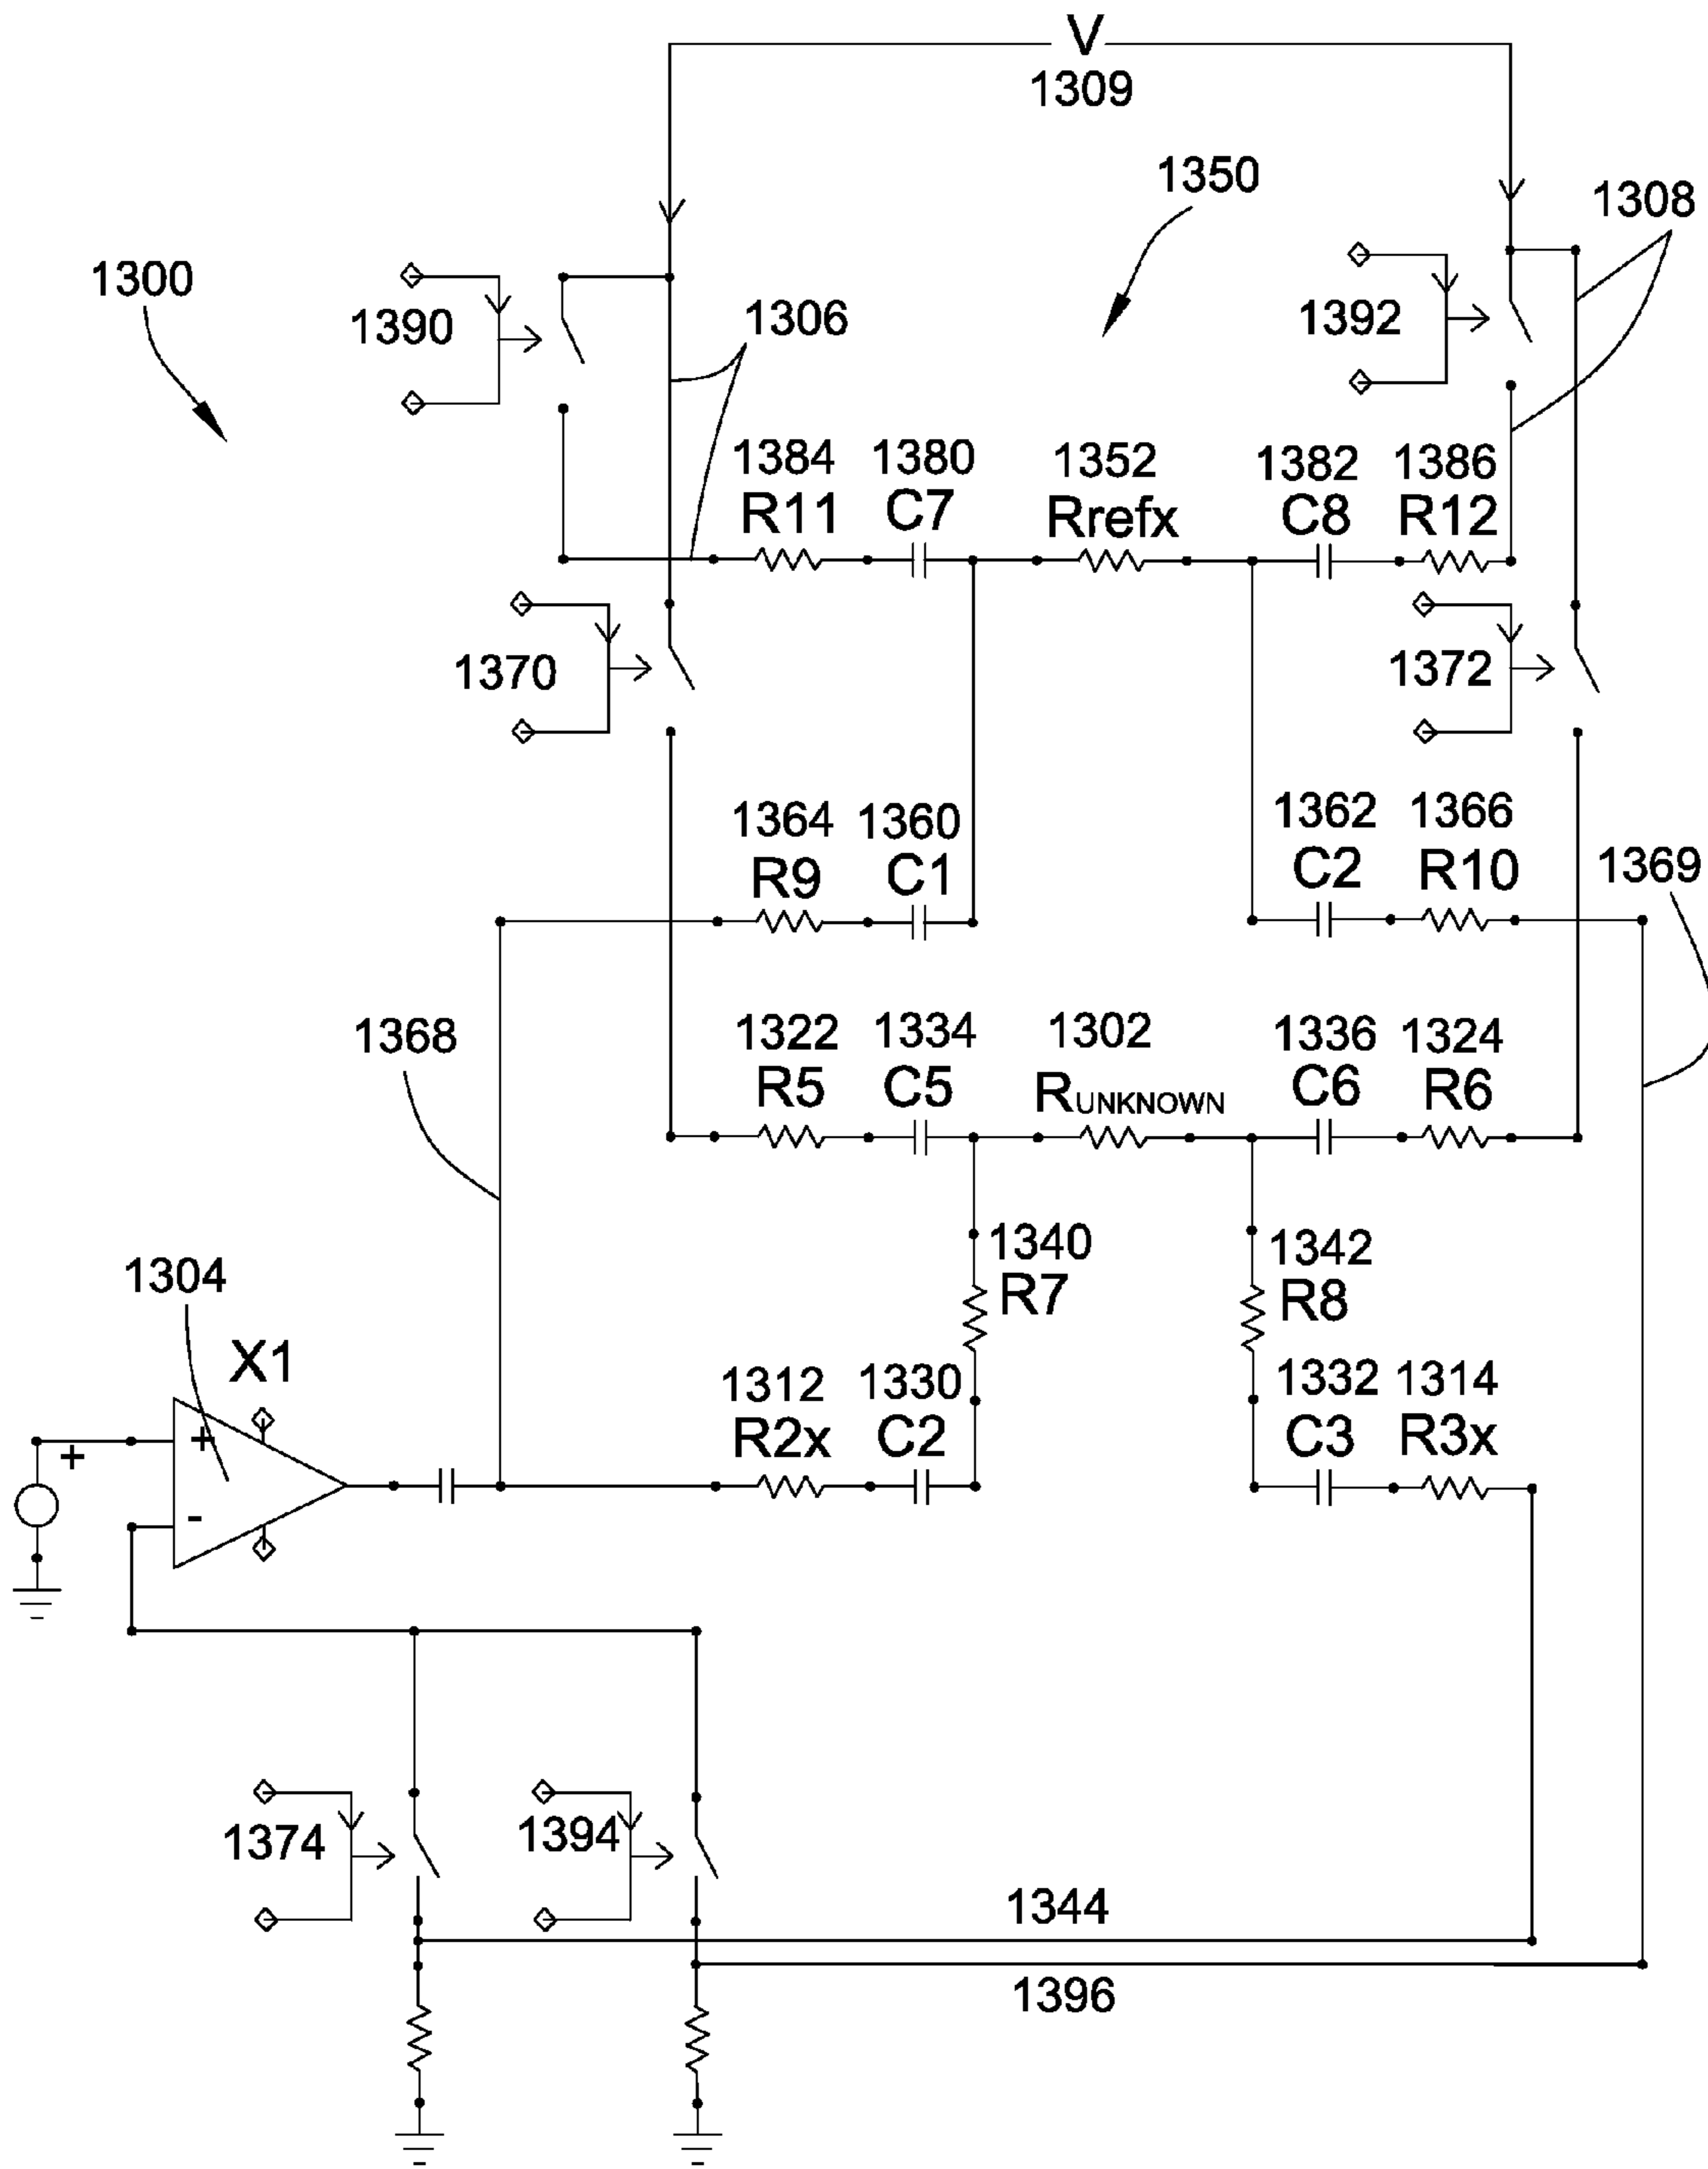 V
1309
1350
1308
1300
1390
1306
1392
1384 1380 1352 1382 1386
R11 C7 Rrefx C8 R12
1370
1372
1364 1360 1362 1366
R9 C1 C2 R10
1369
1368
1322 1334 1302 1336 1324
R5 C5 RUNKNOWN C6 R6
1340 1342
R7 R8
1304
X1
1312 1330 1332 1314
R2x C2 C3 R3x
+
+
-
1374 1394
1344
1396